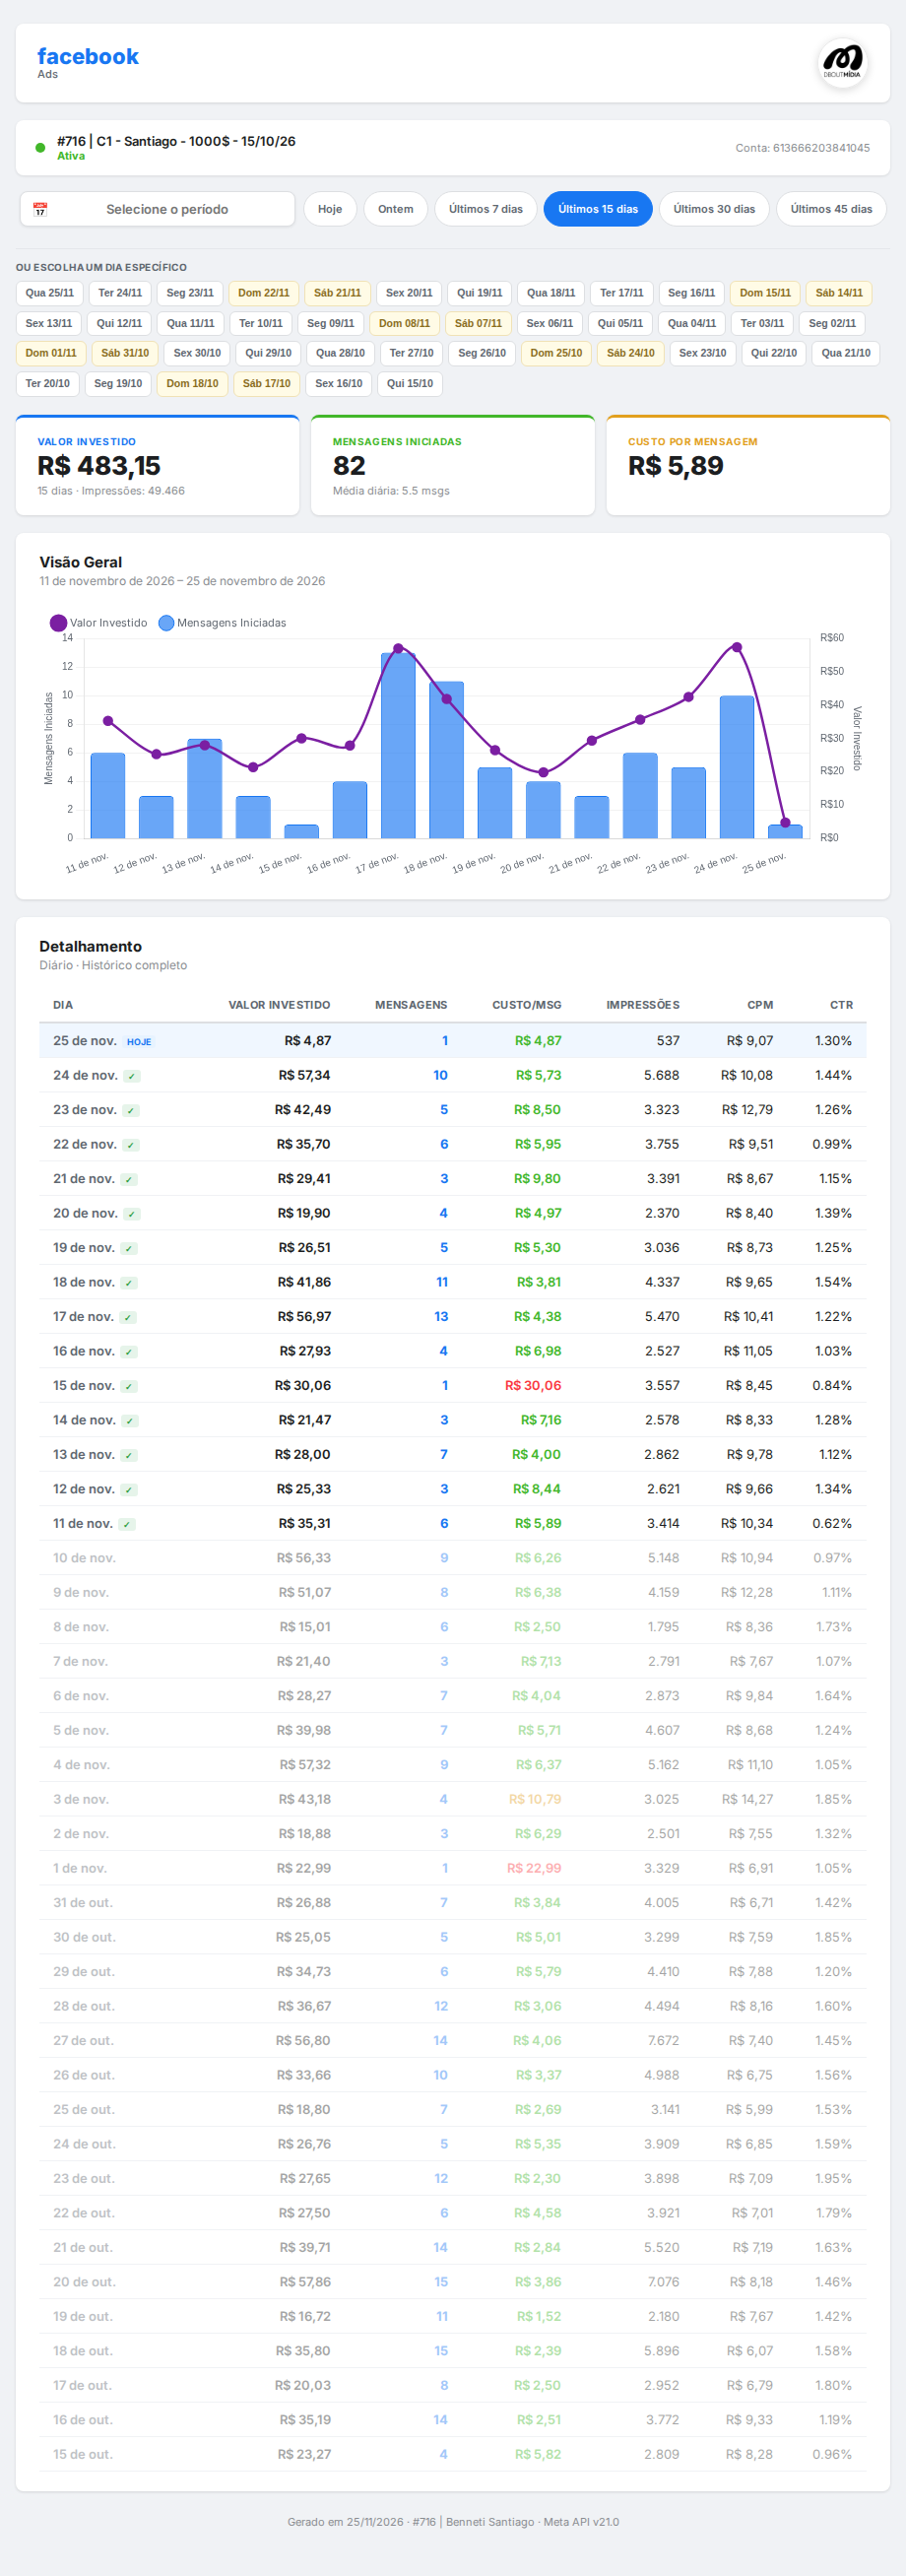 facebook
Ads
DBOUTMÍDIA
#716 | C1 - Santiago - 1000$ - 15/10/26
Ativa
Conta: 613666203841045
Selecione o período
Hoje
Ontem
Últimos 7 dias
Últimos 15 dias
Últimos 30 dias
Últimos 45 dias
OU ESCOLHA UM DIA ESPECÍFICO
Qua 25/11 Ter 24/11 Seg 23/11 Dom 22/11 Sáb 21/11 Sex 20/11 Qui 19/11 Qua 18/11 Ter 17/11 Seg 16/11 Dom 15/11 Sáb 14/11
Sex 13/11 Qui 12/11 Qua 11/11 Ter 10/11 Seg 09/11 Dom 08/11 Sáb 07/11 Sex 06/11 Qui 05/11 Qua 04/11 Ter 03/11 Seg 02/11
Dom 01/11 Sáb 31/10 Sex 30/10 Qui 29/10 Qua 28/10 Ter 27/10 Seg 26/10 Dom 25/10 Sáb 24/10 Sex 23/10 Qui 22/10 Qua 21/10
Ter 20/10 Seg 19/10 Dom 18/10 Sáb 17/10 Sex 16/10 Qui 15/10
VALOR INVESTIDO
R$ 483,15
15 dias · Impressões: 49.466
MENSAGENS INICIADAS
82
Média diária: 5.5 msgs
CUSTO POR MENSAGEM
R$ 5,89
Visão Geral
11 de novembro de 2026 – 25 de novembro de 2026
Valor Investido Mensagens Iniciadas
Mensagens Iniciadas
14
12
10
8
6
4
2
0
R$60
R$50
R$40
R$30
R$20
R$10
R$0
Valor Investido
11 de nov. 12 de nov. 13 de nov. 14 de nov. 15 de nov. 16 de nov. 17 de nov. 18 de nov. 19 de nov. 20 de nov. 21 de nov. 22 de nov. 23 de nov. 24 de nov. 25 de nov.
Detalhamento
Diário · Histórico completo
DIA VALOR INVESTIDO MENSAGENS CUSTO/MSG IMPRESSÕES CPM CTR
25 de nov. HOJE R$ 4,87 1 R$ 4,87 537 R$ 9,07 1.30%
24 de nov. ✓ R$ 57,34 10 R$ 5,73 5.688 R$ 10,08 1.44%
23 de nov. ✓ R$ 42,49 5 R$ 8,50 3.323 R$ 12,79 1.26%
22 de nov. ✓ R$ 35,70 6 R$ 5,95 3.755 R$ 9,51 0.99%
21 de nov. ✓ R$ 29,41 3 R$ 9,80 3.391 R$ 8,67 1.15%
20 de nov. ✓ R$ 19,90 4 R$ 4,97 2.370 R$ 8,40 1.39%
19 de nov. ✓ R$ 26,51 5 R$ 5,30 3.036 R$ 8,73 1.25%
18 de nov. ✓ R$ 41,86 11 R$ 3,81 4.337 R$ 9,65 1.54%
17 de nov. ✓ R$ 56,97 13 R$ 4,38 5.470 R$ 10,41 1.22%
16 de nov. ✓ R$ 27,93 4 R$ 6,98 2.527 R$ 11,05 1.03%
15 de nov. ✓ R$ 30,06 1 R$ 30,06 3.557 R$ 8,45 0.84%
14 de nov. ✓ R$ 21,47 3 R$ 7,16 2.578 R$ 8,33 1.28%
13 de nov. ✓ R$ 28,00 7 R$ 4,00 2.862 R$ 9,78 1.12%
12 de nov. ✓ R$ 25,33 3 R$ 8,44 2.621 R$ 9,66 1.34%
11 de nov. ✓ R$ 35,31 6 R$ 5,89 3.414 R$ 10,34 0.62%
10 de nov. R$ 56,33 9 R$ 6,26 5.148 R$ 10,94 0.97%
9 de nov. R$ 51,07 8 R$ 6,38 4.159 R$ 12,28 1.11%
8 de nov. R$ 15,01 6 R$ 2,50 1.795 R$ 8,36 1.73%
7 de nov. R$ 21,40 3 R$ 7,13 2.791 R$ 7,67 1.07%
6 de nov. R$ 28,27 7 R$ 4,04 2.873 R$ 9,84 1.64%
5 de nov. R$ 39,98 7 R$ 5,71 4.607 R$ 8,68 1.24%
4 de nov. R$ 57,32 9 R$ 6,37 5.162 R$ 11,10 1.05%
3 de nov. R$ 43,18 4 R$ 10,79 3.025 R$ 14,27 1.85%
2 de nov. R$ 18,88 3 R$ 6,29 2.501 R$ 7,55 1.32%
1 de nov. R$ 22,99 1 R$ 22,99 3.329 R$ 6,91 1.05%
31 de out. R$ 26,88 7 R$ 3,84 4.005 R$ 6,71 1.42%
30 de out. R$ 25,05 5 R$ 5,01 3.299 R$ 7,59 1.85%
29 de out. R$ 34,73 6 R$ 5,79 4.410 R$ 7,88 1.20%
28 de out. R$ 36,67 12 R$ 3,06 4.494 R$ 8,16 1.60%
27 de out. R$ 56,80 14 R$ 4,06 7.672 R$ 7,40 1.45%
26 de out. R$ 33,66 10 R$ 3,37 4.988 R$ 6,75 1.56%
25 de out. R$ 18,80 7 R$ 2,69 3.141 R$ 5,99 1.53%
24 de out. R$ 26,76 5 R$ 5,35 3.909 R$ 6,85 1.59%
23 de out. R$ 27,65 12 R$ 2,30 3.898 R$ 7,09 1.95%
22 de out. R$ 27,50 6 R$ 4,58 3.921 R$ 7,01 1.79%
21 de out. R$ 39,71 14 R$ 2,84 5.520 R$ 7,19 1.63%
20 de out. R$ 57,86 15 R$ 3,86 7.076 R$ 8,18 1.46%
19 de out. R$ 16,72 11 R$ 1,52 2.180 R$ 7,67 1.42%
18 de out. R$ 35,80 15 R$ 2,39 5.896 R$ 6,07 1.58%
17 de out. R$ 20,03 8 R$ 2,50 2.952 R$ 6,79 1.80%
16 de out. R$ 35,19 14 R$ 2,51 3.772 R$ 9,33 1.19%
15 de out. R$ 23,27 4 R$ 5,82 2.809 R$ 8,28 0.96%
Gerado em 25/11/2026 · #716 | Benneti Santiago · Meta API v21.0